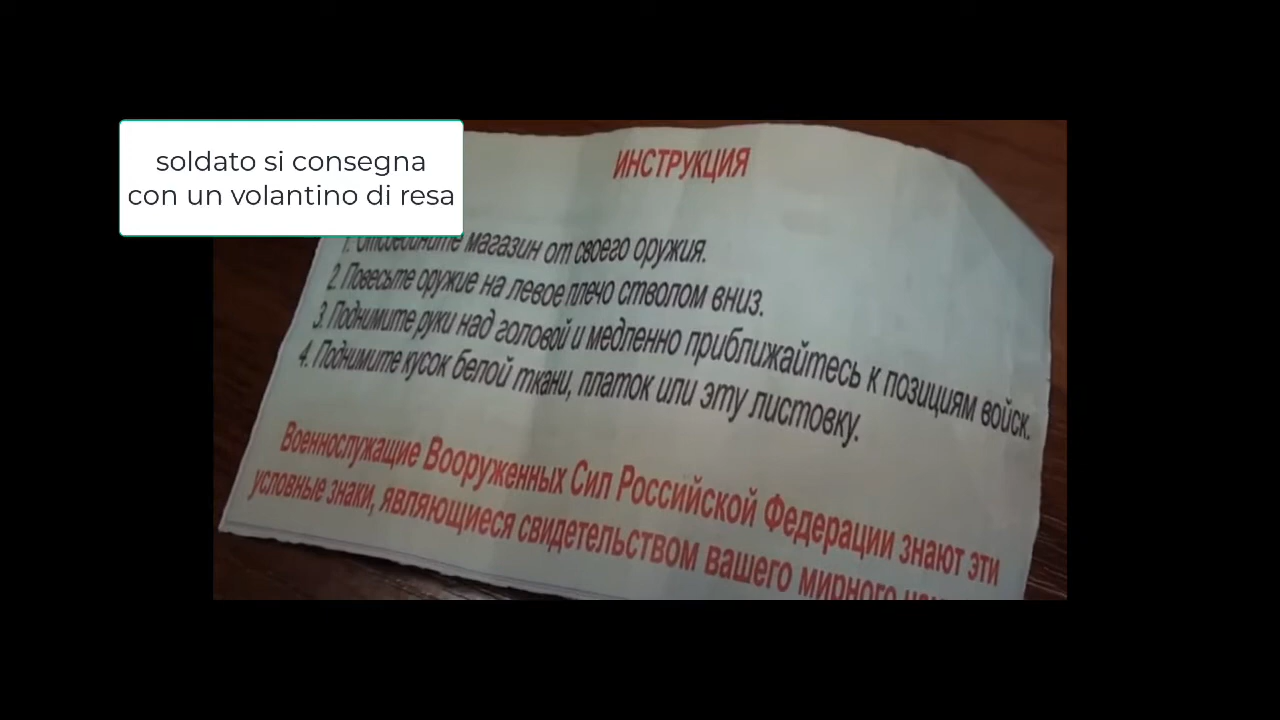 soldato si consegna
con un volantino di resa
ИНСТРУКЦИЯ
1. Отсоедините магазин от своего оружия.
2. Повесьте оружие на левое плечо стволом вниз.
3. Поднимите руки над головой и медленно приближайтесь к позициям войск.
4. Поднимите кусок белой ткани, платок или эту листовку.
Военнослужащие Вооруженных Сил Российской Федерации знают эти
условные знаки, являющиеся свидетельством вашего мирного